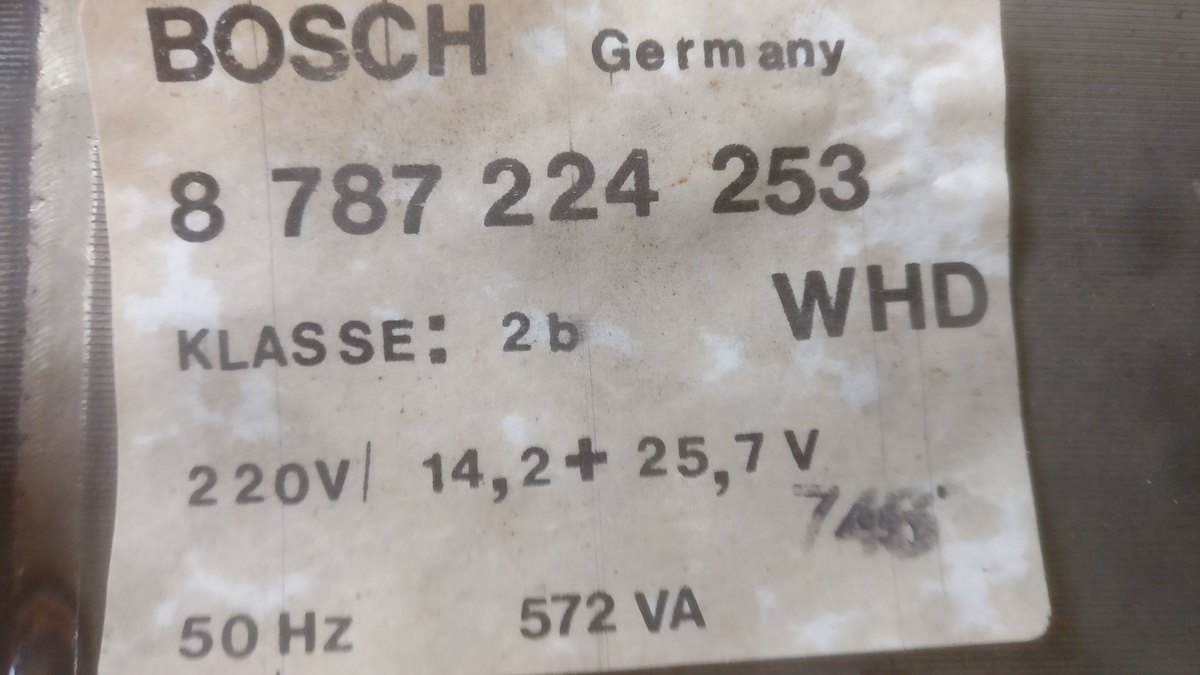 BOSCH Germany
8 787 224 253
WHD
KLASSE: 2b
220V/ 14,2+ 25,7 V
50 Hz 572 VA